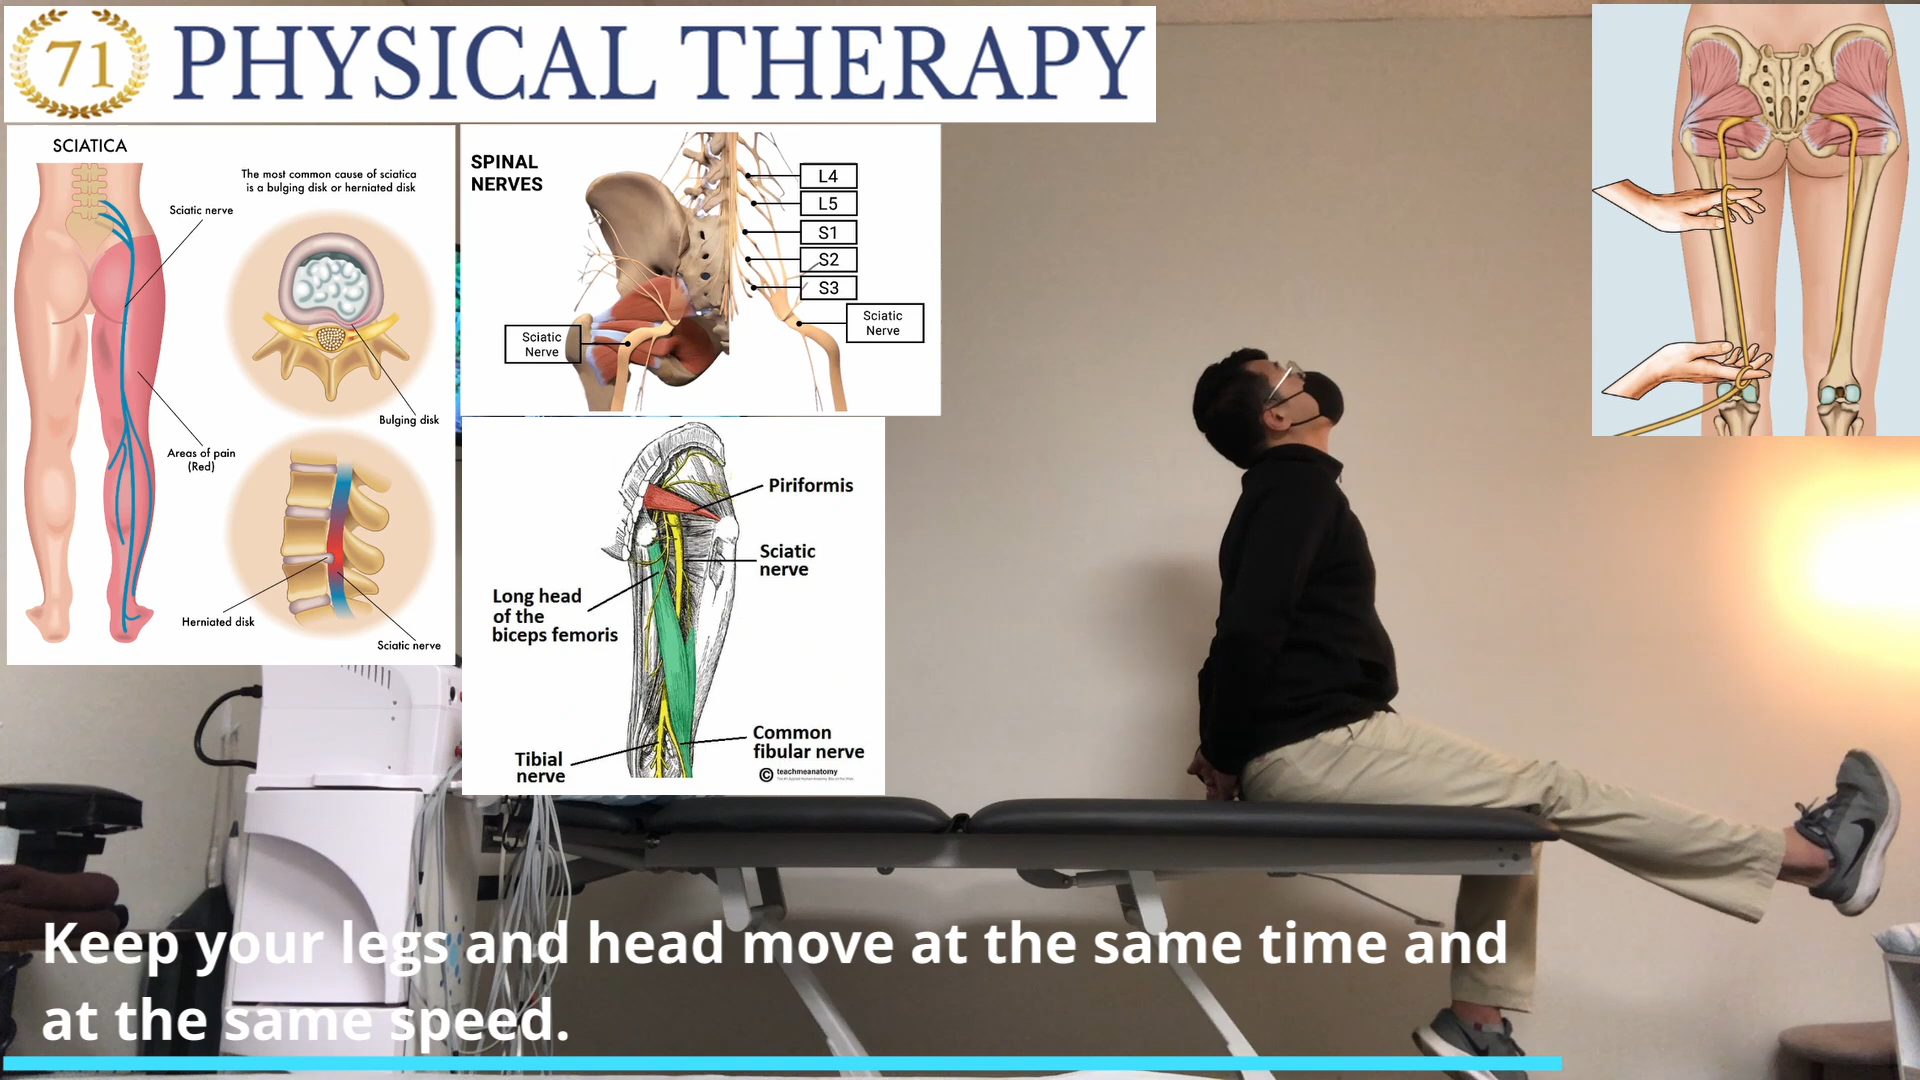 71 PHYSICAL THERAPY
SCIATICA
The most common cause of sciatica
is a bulging disk or herniated disk
Sciatic nerve
Bulging disk
Areas of pain
(Red)
Herniated disk
Sciatic nerve
SPINAL
NERVES
L4
L5
S1
S2
S3
Sciatic
Nerve
Sciatic
Nerve
Piriformis
Sciatic
nerve
Long head
of the
biceps femoris
Common
fibular nerve
Tibial
nerve
© teachmeanatomy
Keep your legs and head move at the same time and
at the same speed.